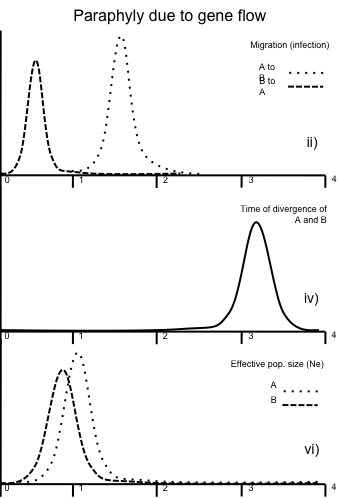 Paraphyly due to gene flow
Migration (infection)
A to
B
B to
A
ii)
0 1 2 3 4
Time of divergence of
A and B
iv)
0 1 2 3 4
Effective pop. size (Ne)
A
B
vi)
0 1 2 3 4